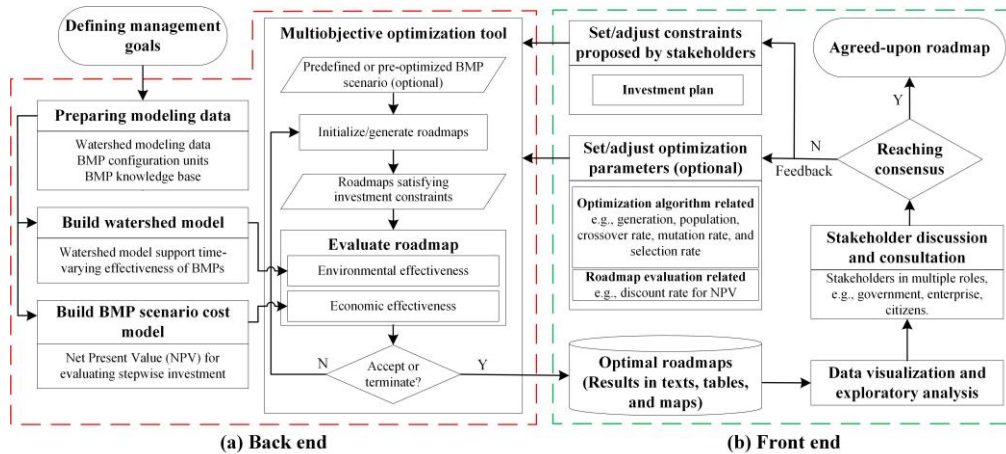 Defining management
goals
Preparing modeling data
Watershed modeling data
BMP configuration units
BMP knowledge base
Build watershed model
Watershed model support time-
varying effectiveness of BMPs
Build BMP scenario cost
model
Net Present Value (NPV) for
evaluating stepwise investment
Multiobjective optimization tool
Predefined or pre-optimized BMP
scenario (optional)
Initialize/generate roadmaps
Roadmaps satisfying
investment constraints
Evaluate roadmap
Environmental effectiveness
Economic effectiveness
N
Accept or
terminate?
Y
(a) Back end
Set/adjust constraints
proposed by stakeholders
Investment plan
Set/adjust optimization
parameters (optional)
Optimization algorithm related
e.g., generation, population,
crossover rate, mutation rate, and
selection rate
Roadmap evaluation related
e.g., discount rate for NPV
Optimal roadmaps
(Results in texts, tables,
and maps)
Agreed-upon roadmap
Y
N
Feedback
Reaching
consensus
Stakeholder discussion
and consultation
Stakeholders in multiple roles,
e.g., government, enterprise,
citizens.
Data visualization and
exploratory analysis
(b) Front end